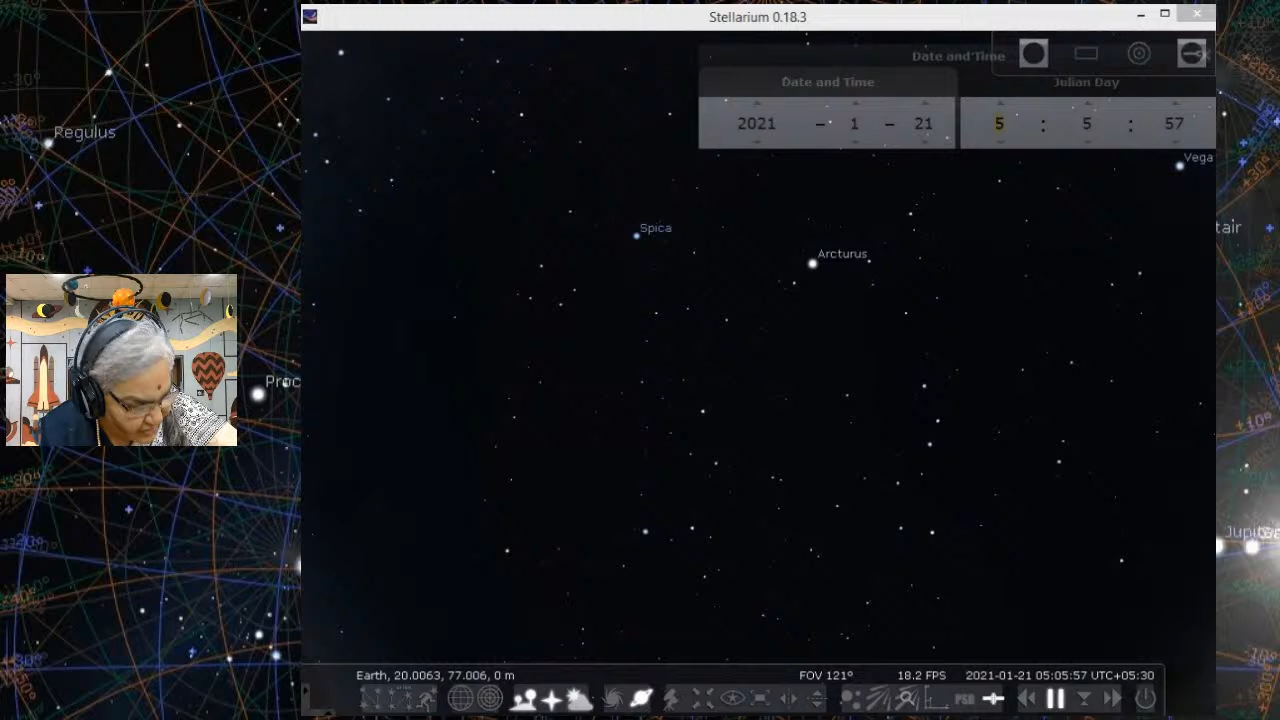 Stellarium 0.18.3
Date and Time
Date and Time
Julian Day
2021 - 1 - 21
5 : 5 : 57
-30°
Regulus
Vega
Spica
Arcturus
tair
Proc
Jupiter
Earth, 20.0063, 77.006, 0 m
FOV 121°
18.2 FPS
2021-01-21 05:05:57 UTC+05:30